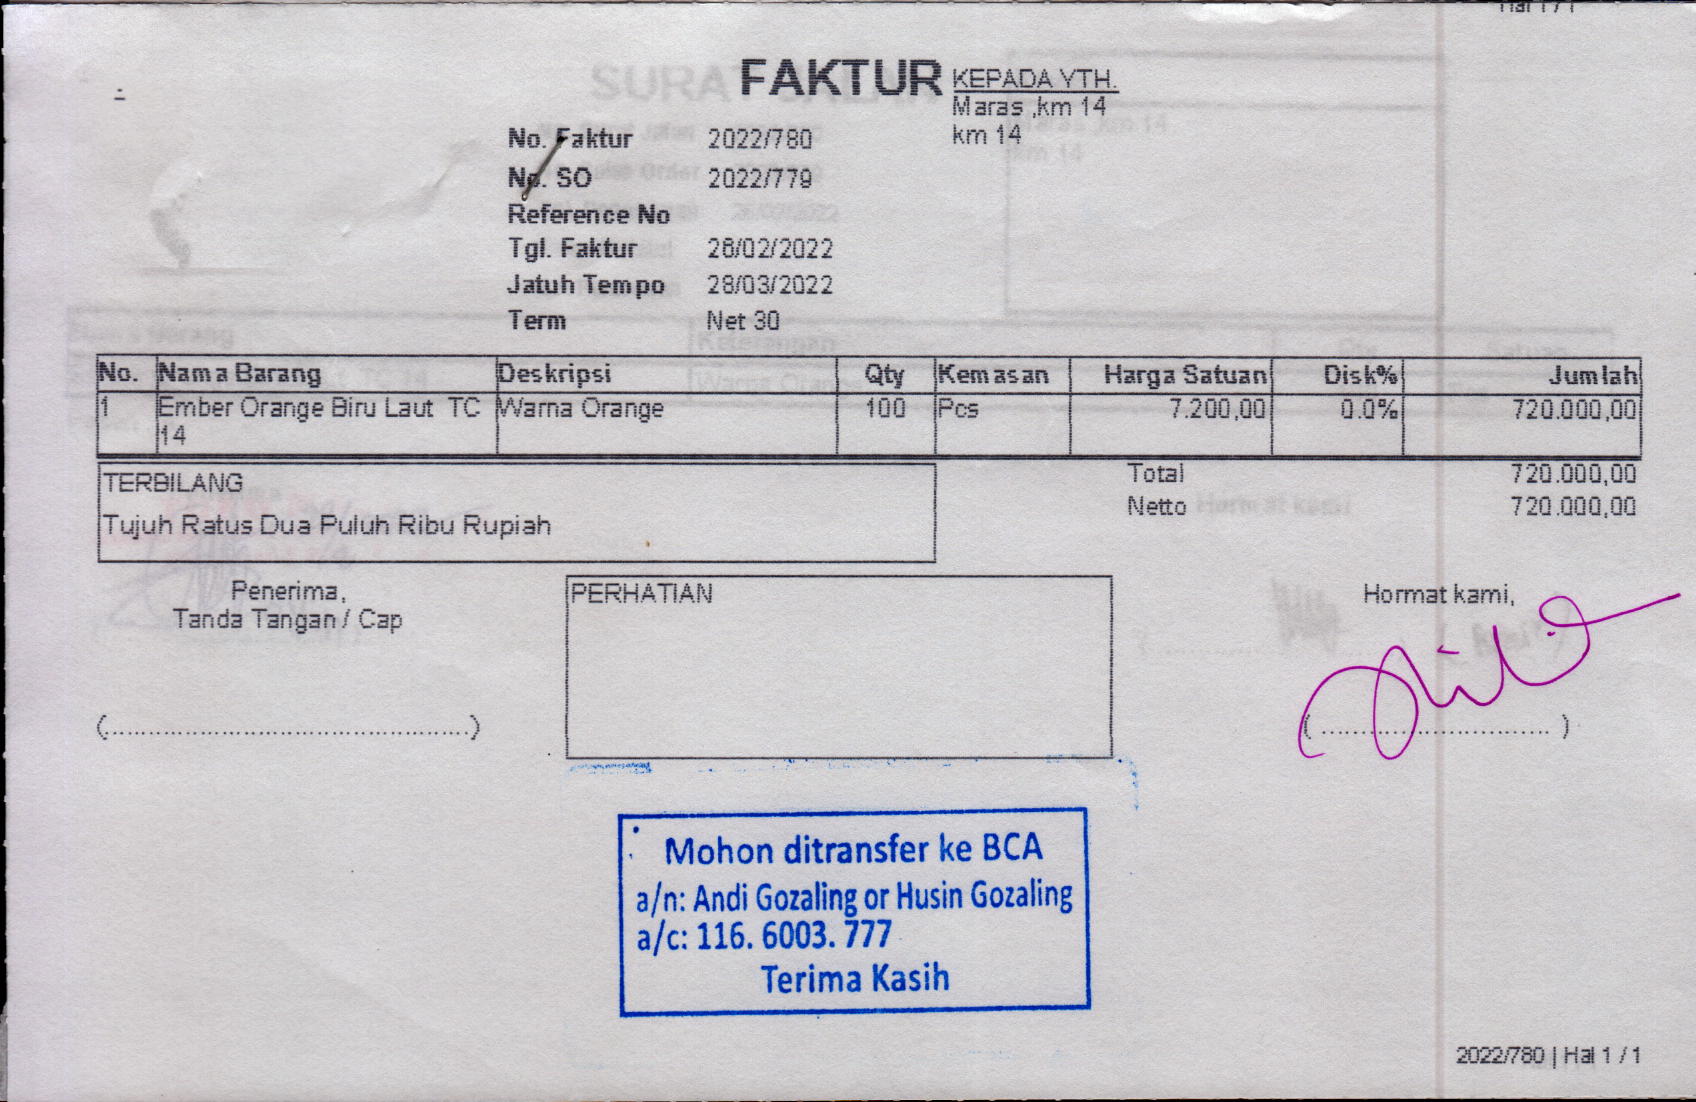 FAKTUR
KEPADA YTH.
Maras ,km 14
km 14
No. Faktur 2022/780
No. SO 2022/779
Reference No
Tgl. Faktur 28/02/2022
Jatuh Tempo 28/03/2022
Term Net 30
No. Nama Barang Deskripsi Qty Kemasan Harga Satuan Disk% Jumlah
1 Ember Orange Biru Laut TC Warna Orange 100 Pcs 7.200,00 0.0% 720.000,00
14
TERBILANG
Tujuh Ratus Dua Puluh Ribu Rupiah
Total 720.000,00
Netto 720.000,00
Penerima,
Tanda Tangan / Cap
(................................................)
PERHATIAN
Hormat kami,
( .............................. )
Mohon ditransfer ke BCA
a/n: Andi Gozaling or Husin Gozaling
a/c: 116. 6003. 777
Terima Kasih
2022/780 | Hal 1 / 1